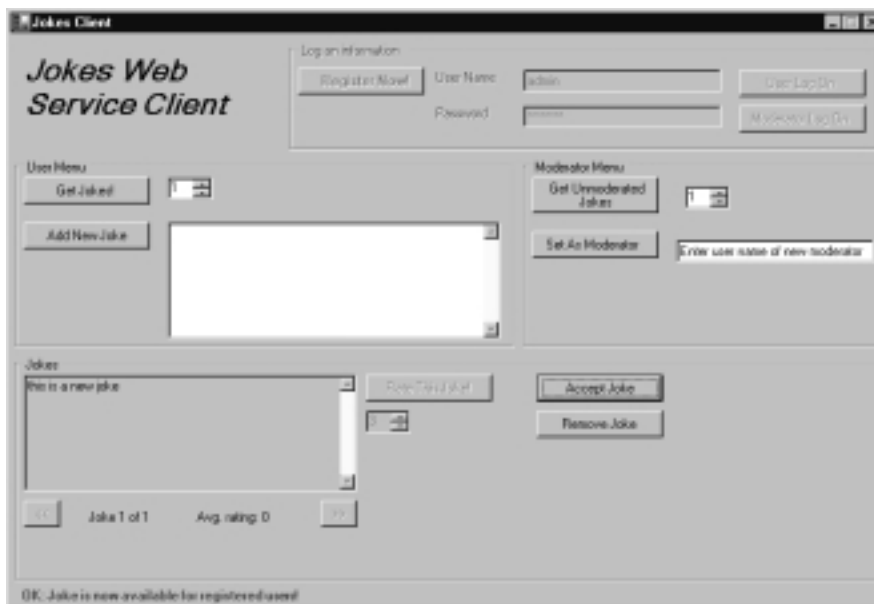 Jokes Client
Jokes Web
Service Client
Log on information
Register Now!
User Name
admin
User Log On
Password
Moderator Log On
User Menu
Get Jokes!
1
Add New Joke
Moderator Menu
Get Unmoderated
Jokes
1
Set As Moderator
Enter user name of new moderator
Jokes
this is a new joke
Rate This Joke!
3
Accept Joke
Remove Joke
<<
Joke 1 of 1
Avg. rating: 0
>>
OK: Joke is now available for registered users!